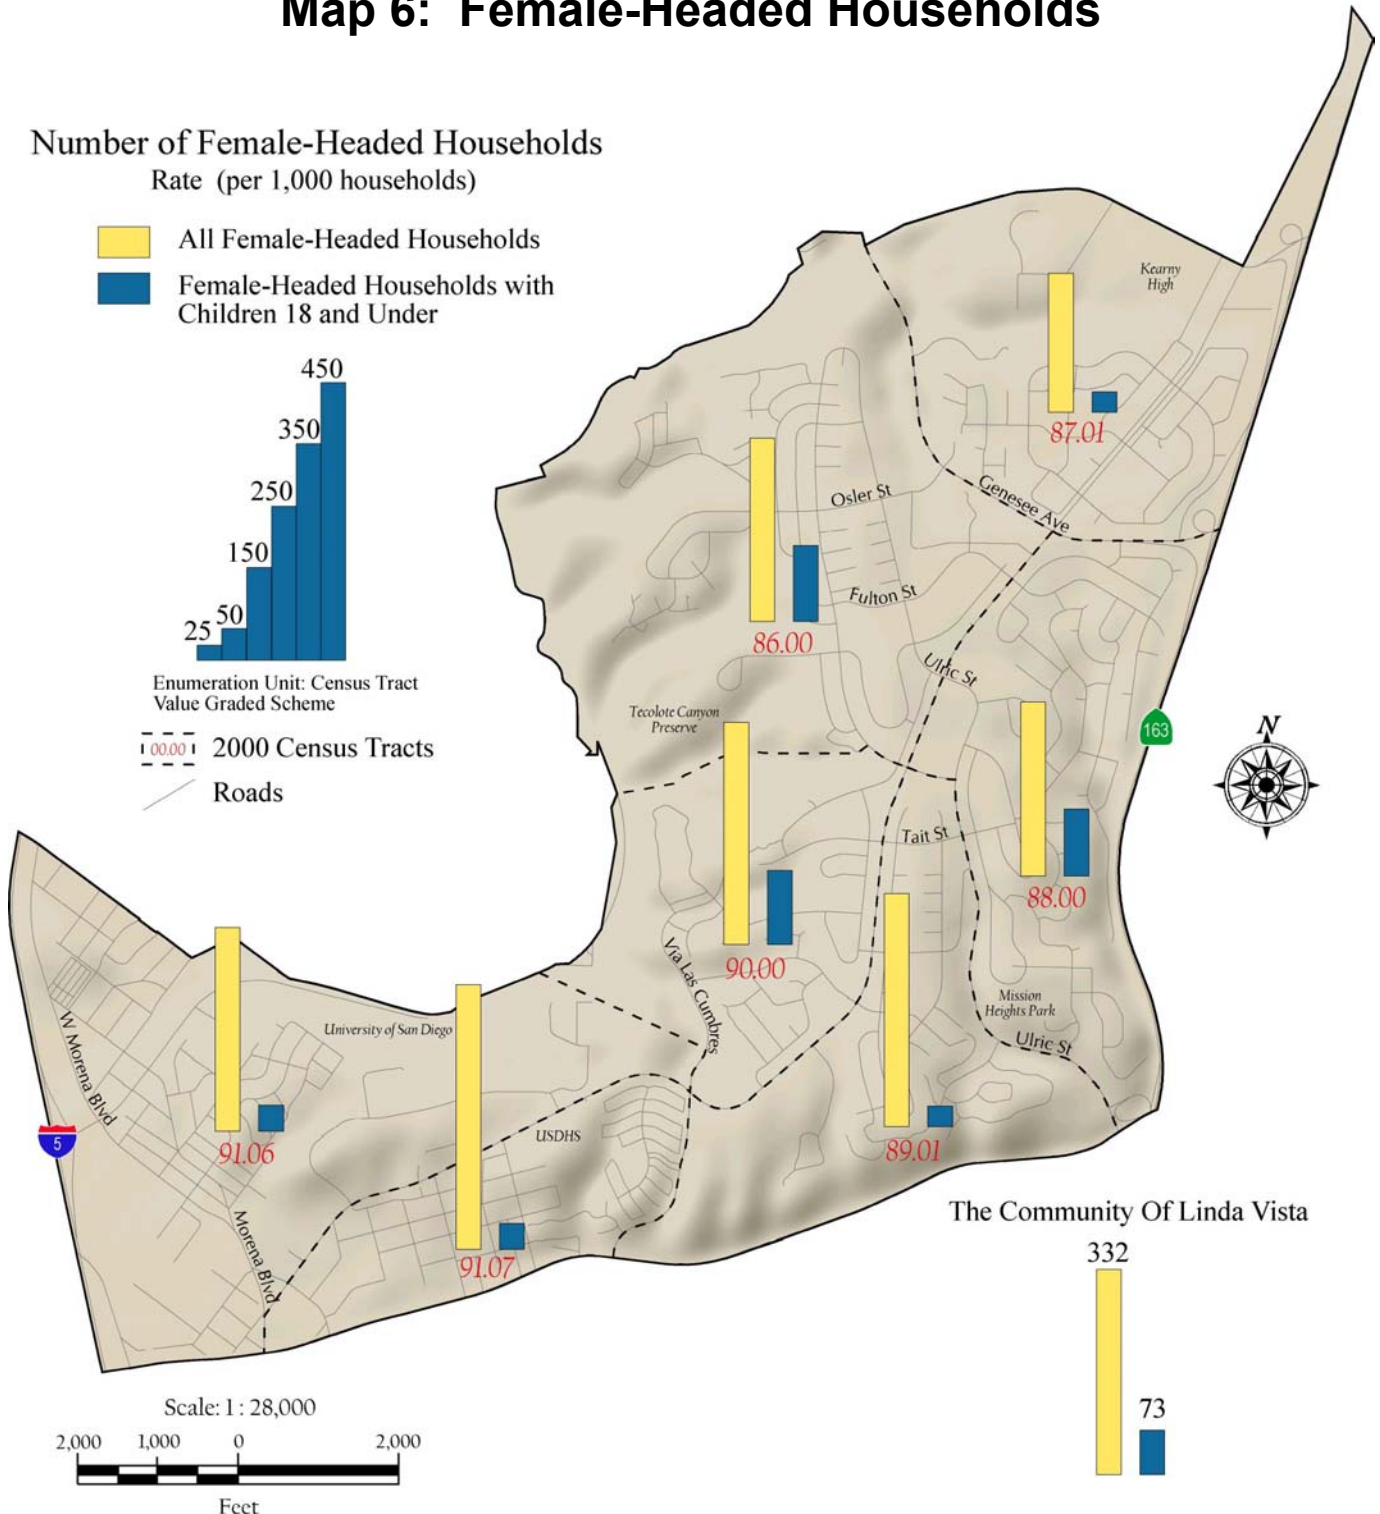 Map 6: Female-Headed Households
Number of Female-Headed Households
Rate (per 1,000 households)
All Female-Headed Households
Female-Headed Households with
Children 18 and Under
450
350
250
150
50
25
Enumeration Unit: Census Tract
Value Graded Scheme
00.00
2000 Census Tracts
Roads
Kearny
High
87.01
Genesee Ave
Osler St
Fulton St
86.00
Ulric St
Tecolote Canyon
Preserve
163
N
Tait St
88.00
90.00
Via Las Cumbres
Mission
Heights Park
Ulric St
University of San Diego
W Morena Blvd
5
91.06
USDHS
89.01
Morena Blvd
91.07
The Community Of Linda Vista
332
73
Scale: 1 : 28,000
2,000 1,000 0 2,000
Feet